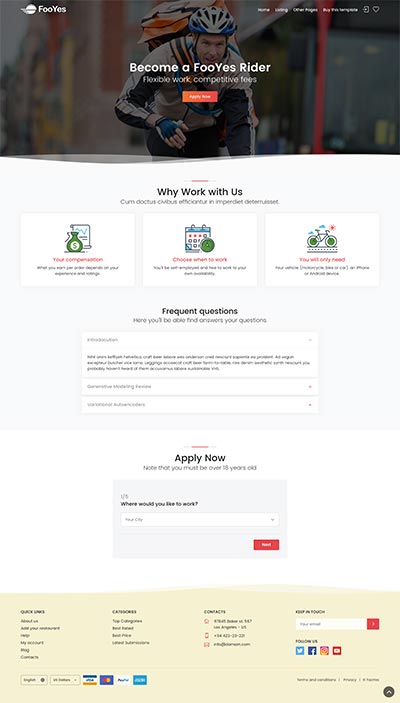 FooYes
Home Listing Other Pages Buy this template
Become a FooYes Rider
Flexible work, competitive fees
Apply Now
Why Work with Us
Cum doctus civibus efficiantur in imperdiet deterruisset.
Your compensation
What you earn per order depends on your
experience and ratings.
Choose when to work
You'll be self-employed and free to work to your
own availability.
You will only need
Your vehicle (motorcycle, bike or car), an iPhone
or Android device.
Frequent questions
Here you'll be able find answers your questions.
Introdocution
Nihil anim keffiyeh helvetica, craft beer labore wes anderson cred nesciunt sapiente ea proident. Ad vegan
excepteur butcher vice lomo. Leggings occaecat craft beer farm-to-table, raw denim aesthetic synth nesciunt you
probably haven't heard of them accusamus labore sustainable VHS.
Generative Modeling Review
Variational Autoencoders
Apply Now
Note that you must be over 18 years old
1/5
Where would you like to work?
Your City
Next
QUICK LINKS
About us
Add your restaurant
Help
My account
Blog
Contacts
CATEGORIES
Top Categories
Best Rated
Best Price
Latest Submissions
CONTACTS
97845 Baker st. 567
Los Angeles - US
+94 423-23-221
info@domain.com
KEEP IN TOUCH
Your email
FOLLOW US
English
US Dollars
VISA
PayPal
Terms and conditions
Privacy
© FooYes